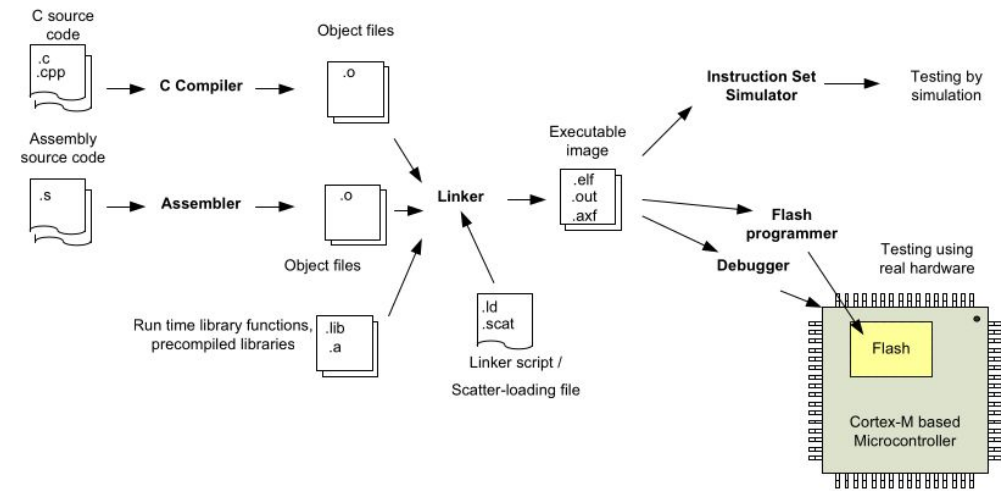 C source
code
.c
.cpp
C Compiler
Object files
.o
Assembly
source code
.s
Assembler
.o
Object files
Run time library functions,
precompiled libraries
.lib
.a
Linker
.ld
.scat
Linker script /
Scatter-loading file
Executable
image
.elf
.out
.axf
Instruction Set
Simulator
Testing by
simulation
Flash
programmer
Debugger
Testing using
real hardware
Flash
Cortex-M based
Microcontroller